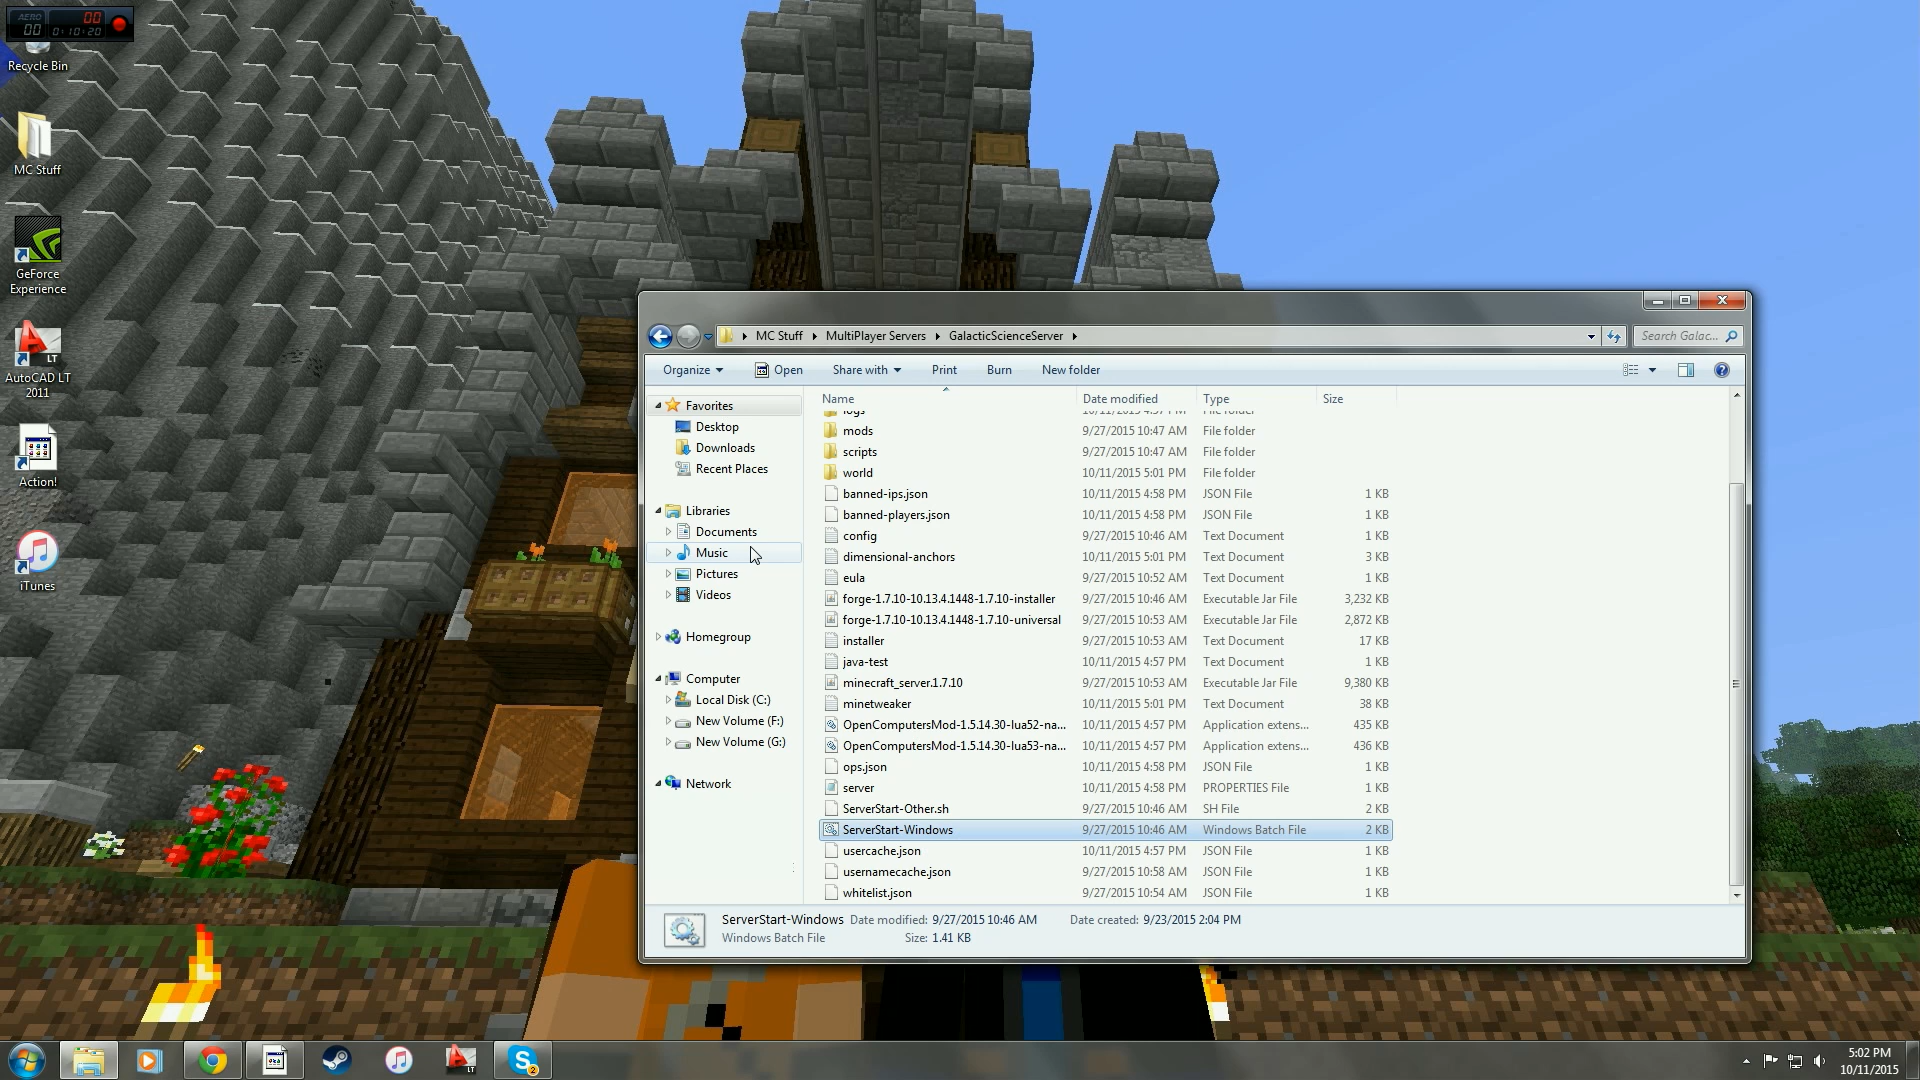 AERO 00
00 0:10:20
Recycle Bin
MC Stuff
GeForce
Experience
LT
AutoCAD LT
2011
Action!
iTunes
MC Stuff MultiPlayer Servers GalacticScienceServer
Search Galac...
Organize Open Share with Print Burn New folder
Favorites
Desktop
Downloads
Recent Places
Libraries
Documents
Music
Pictures
Videos
Homegroup
Computer
Local Disk (C:)
New Volume (F:)
New Volume (G:)
Network
Name Date modified Type Size
logs 10/11/2015 4:57 PM File folder
mods 9/27/2015 10:47 AM File folder
scripts 9/27/2015 10:47 AM File folder
world 10/11/2015 5:01 PM File folder
banned-ips.json 10/11/2015 4:58 PM JSON File 1 KB
banned-players.json 10/11/2015 4:58 PM JSON File 1 KB
config 9/27/2015 10:46 AM Text Document 1 KB
dimensional-anchors 10/11/2015 5:01 PM Text Document 3 KB
eula 9/27/2015 10:52 AM Text Document 1 KB
forge-1.7.10-10.13.4.1448-1.7.10-installer 9/27/2015 10:46 AM Executable Jar File 3,232 KB
forge-1.7.10-10.13.4.1448-1.7.10-universal 9/27/2015 10:53 AM Executable Jar File 2,872 KB
installer 9/27/2015 10:53 AM Text Document 17 KB
java-test 10/11/2015 4:57 PM Text Document 1 KB
minecraft_server.1.7.10 9/27/2015 10:53 AM Executable Jar File 9,380 KB
minetweaker 10/11/2015 5:01 PM Text Document 38 KB
OpenComputersMod-1.5.14.30-lua52-na... 10/11/2015 4:57 PM Application extens... 435 KB
OpenComputersMod-1.5.14.30-lua53-na... 10/11/2015 4:57 PM Application extens... 436 KB
ops.json 10/11/2015 4:58 PM JSON File 1 KB
server 10/11/2015 4:58 PM PROPERTIES File 1 KB
ServerStart-Other.sh 9/27/2015 10:46 AM SH File 2 KB
ServerStart-Windows 9/27/2015 10:46 AM Windows Batch File 2 KB
usercache.json 10/11/2015 4:57 PM JSON File 1 KB
usernamecache.json 9/27/2015 10:58 AM JSON File 1 KB
whitelist.json 9/27/2015 10:54 AM JSON File 1 KB
ServerStart-Windows Date modified: 9/27/2015 10:46 AM Date created: 9/23/2015 2:04 PM
Windows Batch File Size: 1.41 KB
LT
S 2
5:02 PM
10/11/2015